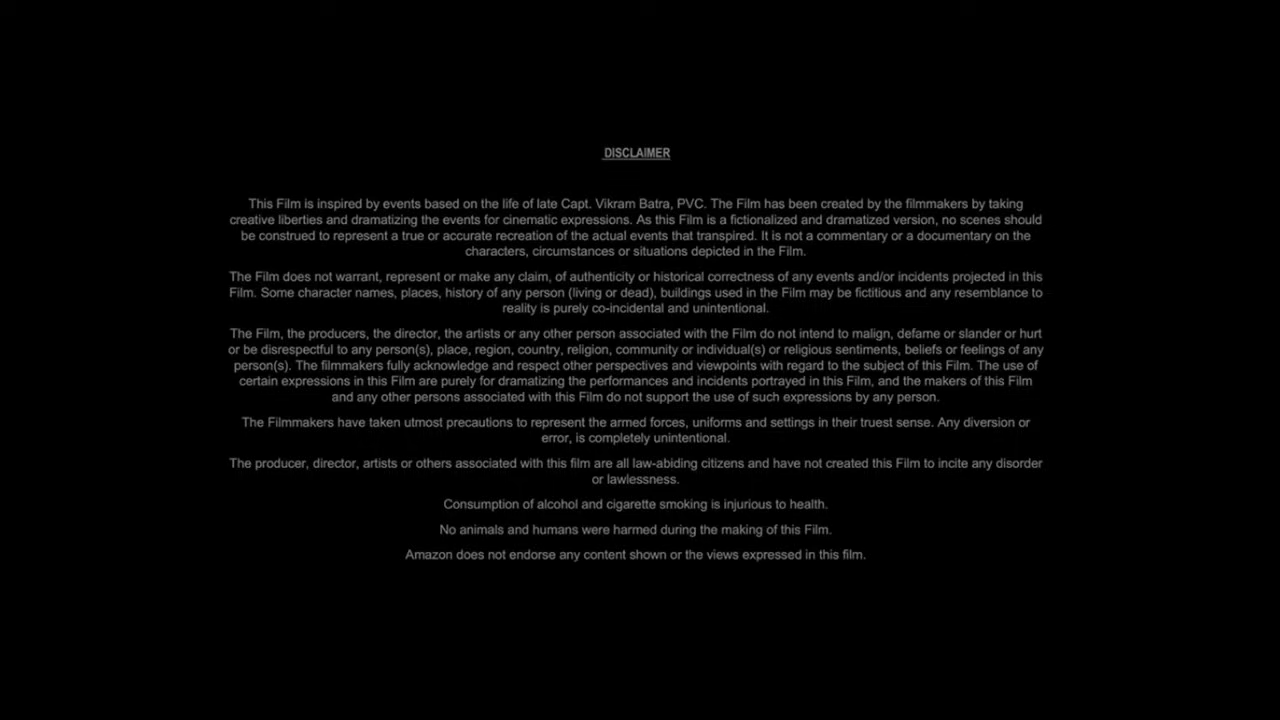 DISCLAIMER
This Film is inspired by events based on the life of late Capt. Vikram Batra, PVC. The Film has been created by the filmmakers by taking
creative liberties and dramatizing the events for cinematic expressions. As this Film is a fictionalized and dramatized version, no scenes should
be construed to represent a true or accurate recreation of the actual events that transpired. It is not a commentary or a documentary on the
characters, circumstances or situations depicted in the Film.
The Film does not warrant, represent or make any claim, of authenticity or historical correctness of any events and/or incidents projected in this
Film. Some character names, places, history of any person (living or dead), buildings used in the Film may be fictitious and any resemblance to
reality is purely co-incidental and unintentional.
The Film, the producers, the director, the artists or any other person associated with the Film do not intend to malign, defame or slander or hurt
or be disrespectful to any person(s), place, region, country, religion, community or individual(s) or religious sentiments, beliefs or feelings of any
person(s). The filmmakers fully acknowledge and respect other perspectives and viewpoints with regard to the subject of this Film. The use of
certain expressions in this Film are purely for dramatizing the performances and incidents portrayed in this Film, and the makers of this Film
and any other persons associated with this Film do not support the use of such expressions by any person.
The Filmmakers have taken utmost precautions to represent the armed forces, uniforms and settings in their truest sense. Any diversion or
error, is completely unintentional.
The producer, director, artists or others associated with this film are all law-abiding citizens and have not created this Film to incite any disorder
or lawlessness.
Consumption of alcohol and cigarette smoking is injurious to health.
No animals and humans were harmed during the making of this Film.
Amazon does not endorse any content shown or the views expressed in this film.